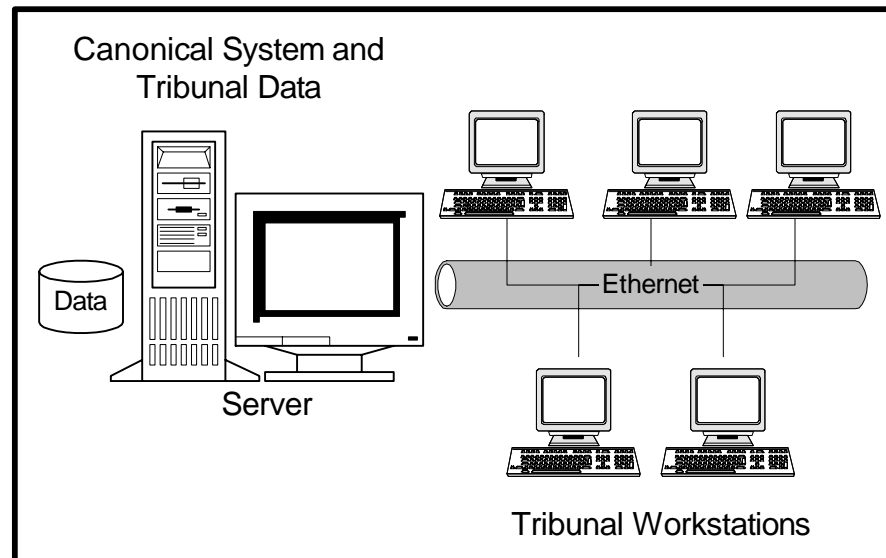 Canonical System and
Tribunal Data
Data
Server
Ethernet
Tribunal Workstations